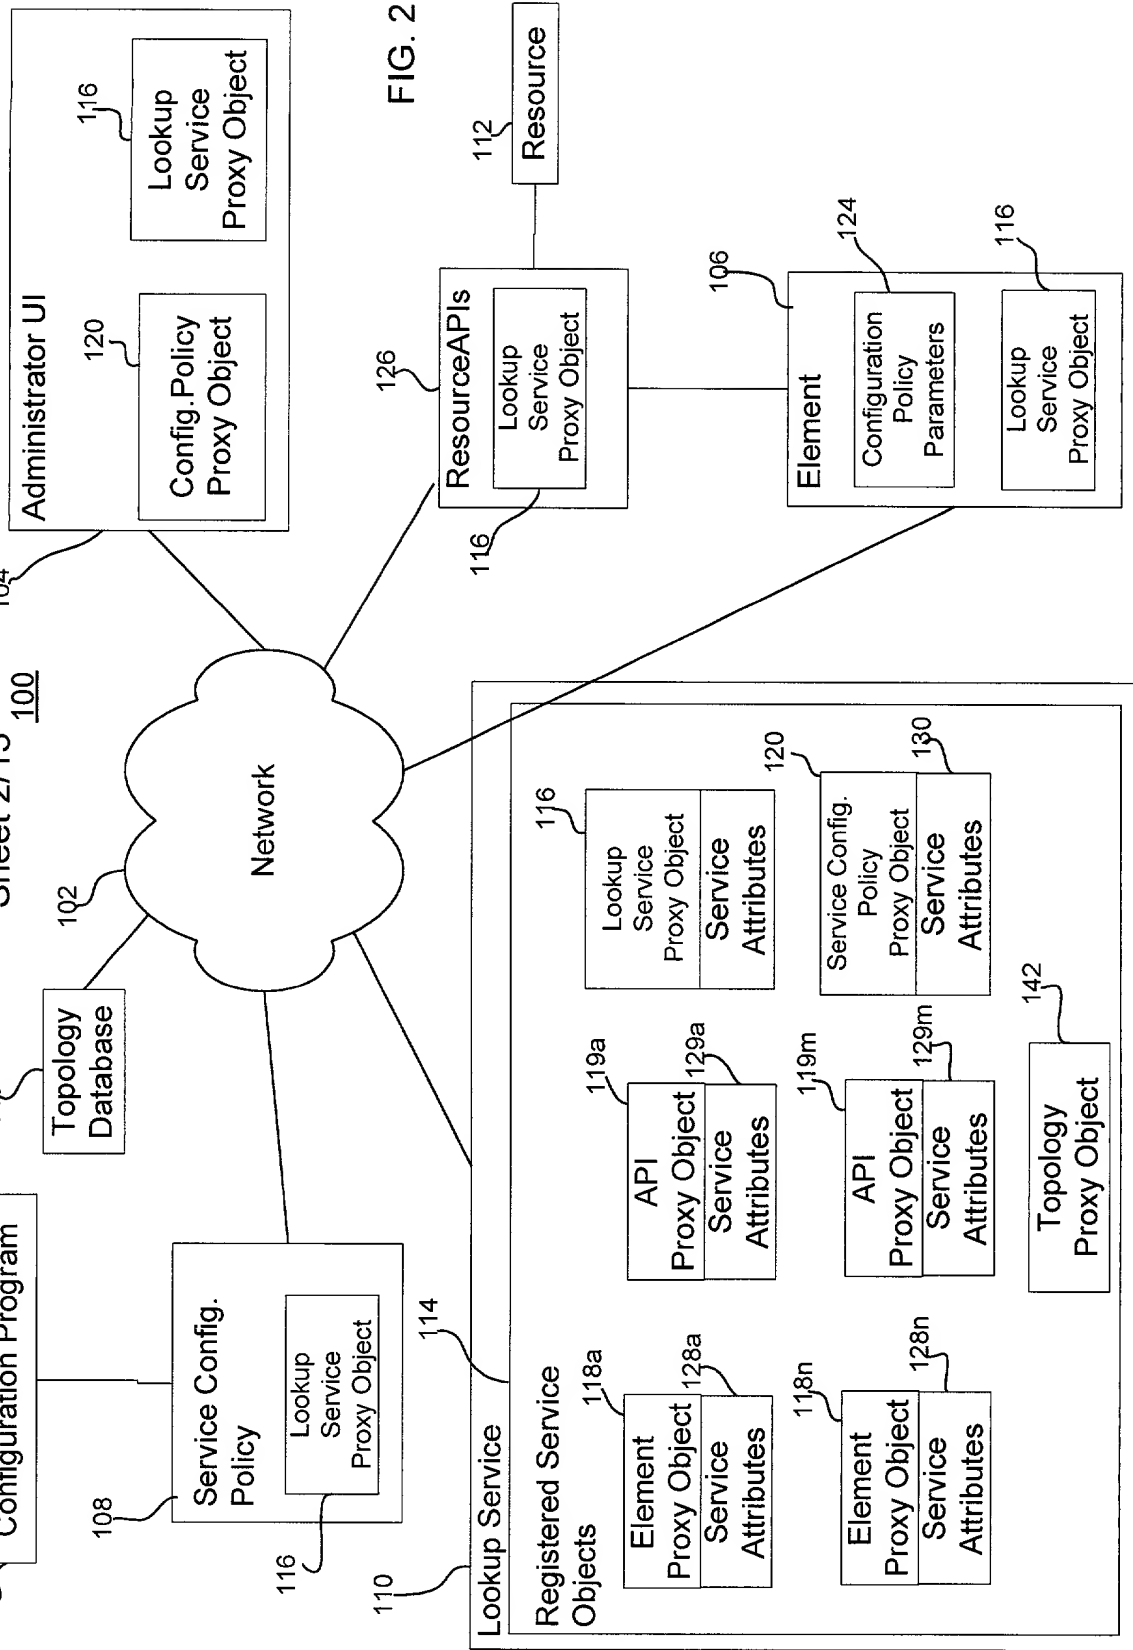 Sheet 2/15
100
Configuration Program
Topology
Database
102
Network
104
Administrator UI
120
Config.Policy
Proxy Object
116
Lookup
Service
Proxy Object
FIG. 2
108
Service Config.
Policy
Lookup
Service
Proxy Object
116
126
ResourceAPIs
Lookup
Service
Proxy Object
116
112
Resource
106
Element
Configuration
Policy
Parameters
124
Lookup
Service
Proxy Object
116
110
Lookup Service
114
Registered Service
Objects
118a
Element
Proxy Object
Service
Attributes
128a
119a
API
Proxy Object
Service
Attributes
129a
116
Lookup
Service
Proxy Object
Service
Attributes
118n
Element
Proxy Object
Service
Attributes
128n
119m
API
Proxy Object
Service
Attributes
129m
120
Service Config.
Policy
Proxy Object
Service
Attributes
130
Topology
Proxy Object
142